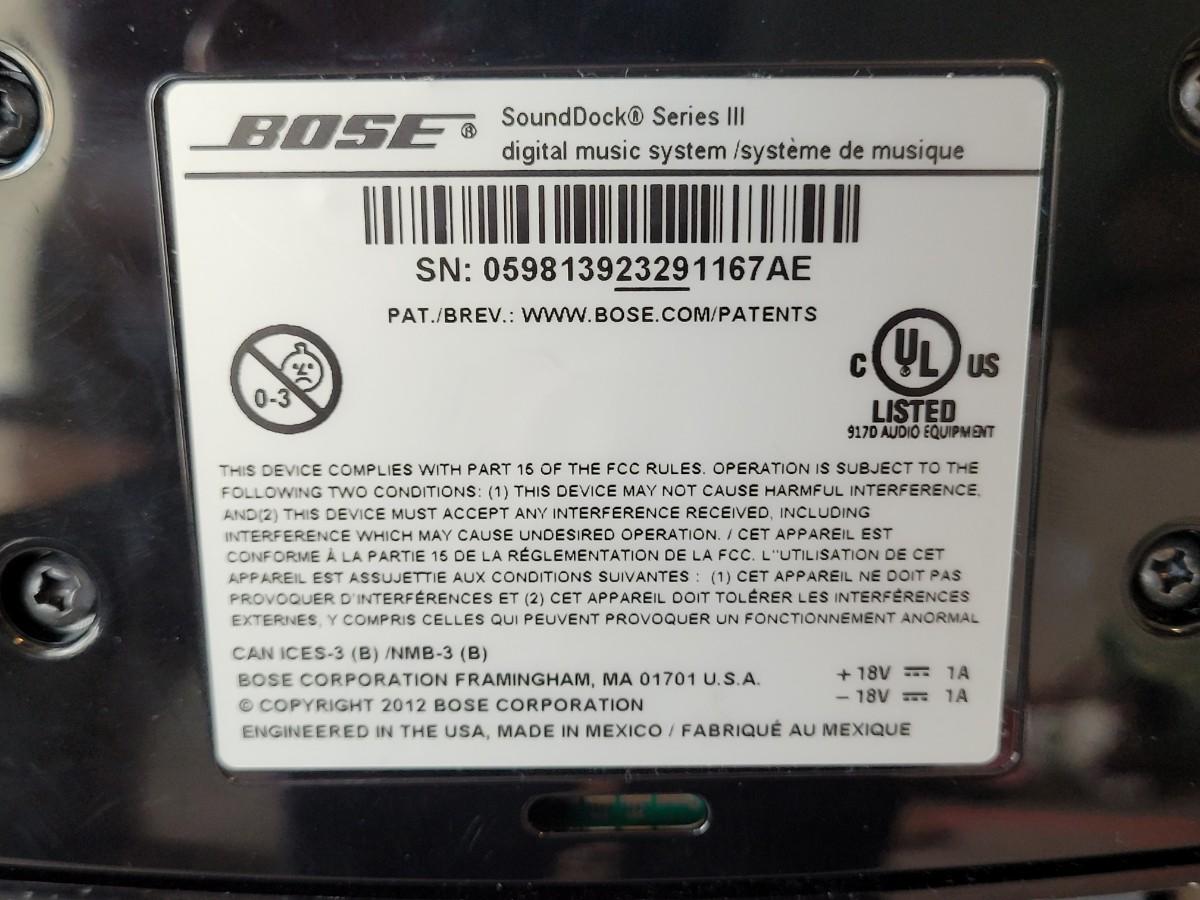 BOSE®
SoundDock® Series III
digital music system /système de musique
SN: 059813923291167AE
PAT./BREV.: WWW.BOSE.COM/PATENTS
0-3
C UL US
LISTED
917D AUDIO EQUIPMENT
THIS DEVICE COMPLIES WITH PART 15 OF THE FCC RULES. OPERATION IS SUBJECT TO THE
FOLLOWING TWO CONDITIONS: (1) THIS DEVICE MAY NOT CAUSE HARMFUL INTERFERENCE,
AND(2) THIS DEVICE MUST ACCEPT ANY INTERFERENCE RECEIVED, INCLUDING
INTERFERENCE WHICH MAY CAUSE UNDESIRED OPERATION. / CET APPAREIL EST
CONFORME À LA PARTIE 15 DE LA RÉGLEMENTATION DE LA FCC. L''UTILISATION DE CET
APPAREIL EST ASSUJETTIE AUX CONDITIONS SUIVANTES : (1) CET APPAREIL NE DOIT PAS
PROVOQUER D'INTERFÉRENCES ET (2) CET APPAREIL DOIT TOLÉRER LES INTERFÉRENCES
EXTERNES, Y COMPRIS CELLES QUI PEUVENT PROVOQUER UN FONCTIONNEMENT ANORMAL
CAN ICES-3 (B) /NMB-3 (B)
BOSE CORPORATION FRAMINGHAM, MA 01701 U.S.A.
© COPYRIGHT 2012 BOSE CORPORATION
ENGINEERED IN THE USA, MADE IN MEXICO / FABRIQUÉ AU MEXIQUE
+18V ⎓ 1A
−18V ⎓ 1A